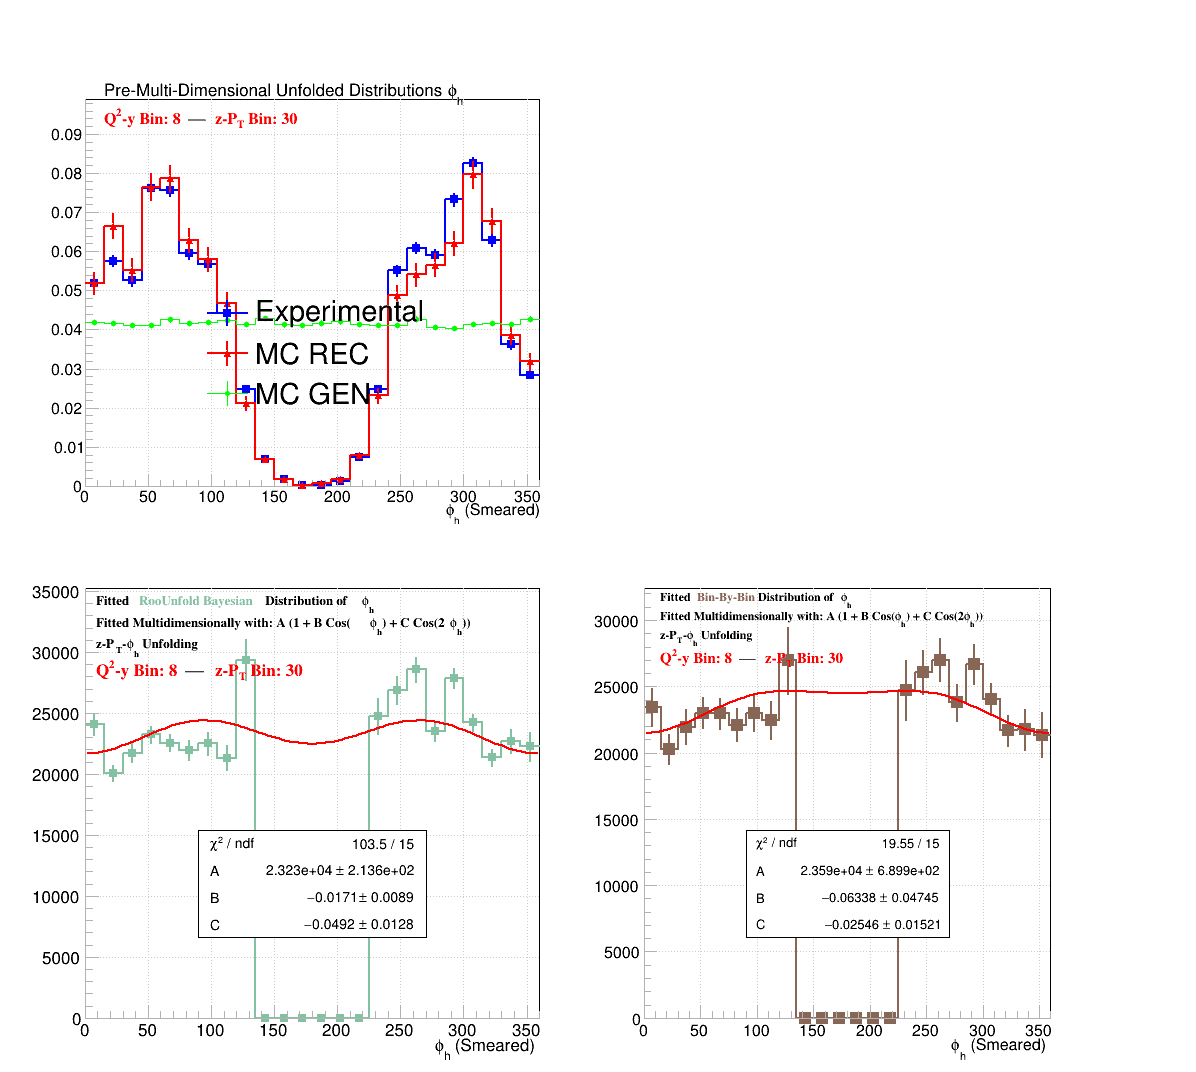 Pre-Multi-Dimensional Unfolded Distributions ϕh
Q²-y Bin: 8 — z-PT Bin: 30
0.09
0.08
0.07
0.06
0.05
0.04
0.03
0.02
0.01
0
Experimental
MC REC
MC GEN
0 50 100 150 200 250 300 350
ϕh (Smeared)
Fitted RooUnfold Bayesian Distribution of ϕh
Fitted Multidimensionally with: A (1 + B Cos( ϕh) + C Cos(2 ϕh))
z-PT-ϕh Unfolding
Q²-y Bin: 8 — z-PT Bin: 30
35000
30000
25000
20000
15000
10000
5000
0
χ² / ndf 103.5 / 15
A 2.323e+04 ± 2.136e+02
B −0.0171 ± 0.0089
C −0.0492 ± 0.0128
0 50 100 150 200 250 300 350
ϕh (Smeared)
Fitted Bin-By-Bin Distribution of ϕh
Fitted Multidimensionally with: A (1 + B Cos(ϕh) + C Cos(2ϕh))
z-PT-ϕh Unfolding
Q²-y Bin: 8 — z-PT Bin: 30
30000
25000
20000
15000
10000
5000
0
χ² / ndf 19.55 / 15
A 2.359e+04 ± 6.899e+02
B −0.06338 ± 0.04745
C −0.02546 ± 0.01521
0 50 100 150 200 250 300 350
ϕh (Smeared)